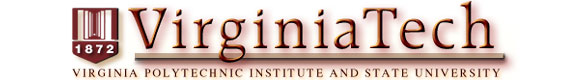 1872
VirginiaTech
VIRGINIA POLYTECHNIC INSTITUTE AND STATE UNIVERSITY